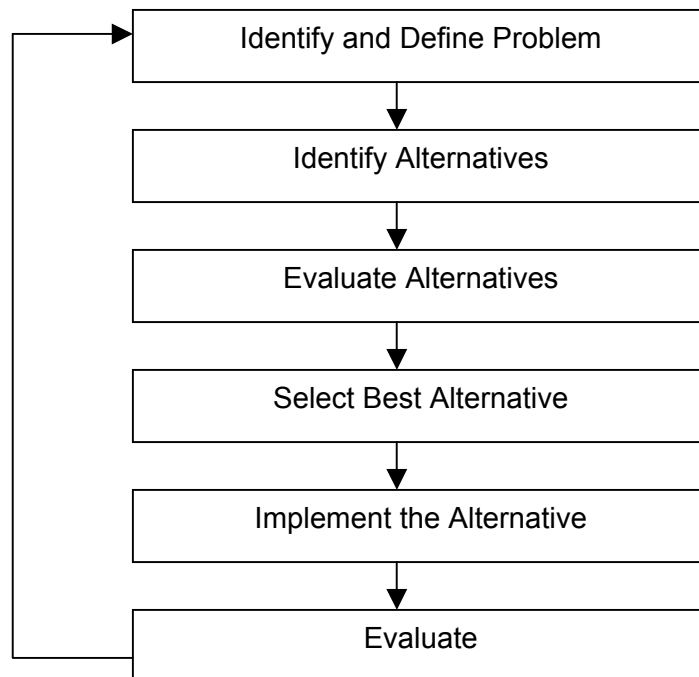 Identify and Define Problem
Identify Alternatives
Evaluate Alternatives
Select Best Alternative
Implement the Alternative
Evaluate